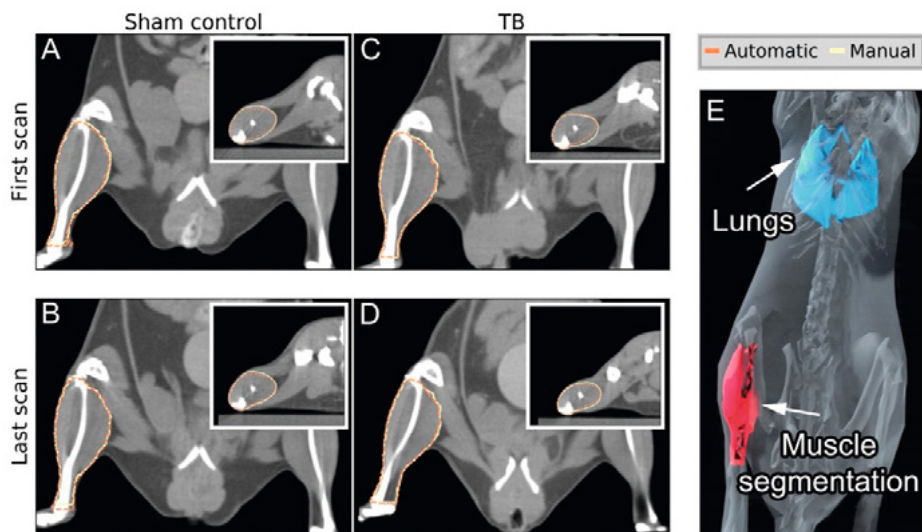 Sham control
TB
First scan
Last scan
A
C
B
D
Automatic Manual
E
Lungs
Muscle
segmentation